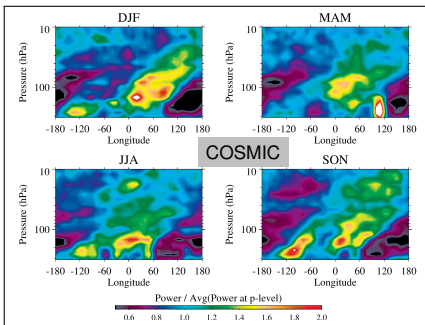 DJF
MAM
10
100
Pressure (hPa)
-180 -120 -60 0 60 120 180
Longitude
10
100
Pressure (hPa)
-180 -120 -60 0 60 120 180
Longitude
COSMIC
JJA
SON
10
100
Pressure (hPa)
-180 -120 -60 0 60 120 180
Longitude
10
100
Pressure (hPa)
-180 -120 -60 0 60 120 180
Longitude
Power / Avg(Power at p-level)
0.6 0.8 1.0 1.2 1.4 1.6 1.8 2.0